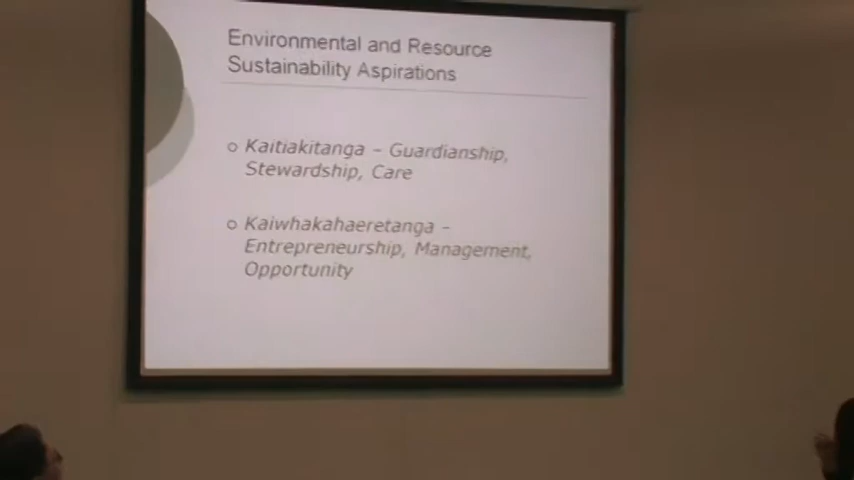 Environmental and Resource
Sustainability Aspirations
Kaitiakitanga – Guardianship,
Stewardship, Care
Kaiwhakahaeretanga –
Entrepreneurship, Management,
Opportunity